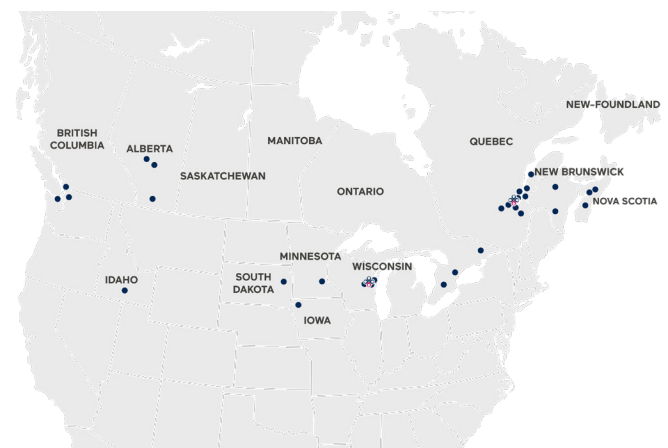 NEW-FOUNDLAND
BRITISH
COLUMBIA
ALBERTA
MANITOBA
QUEBEC
SASKATCHEWAN
NEW BRUNSWICK
ONTARIO
NOVA SCOTIA
MINNESOTA
WISCONSIN
IDAHO
SOUTH
DAKOTA
IOWA